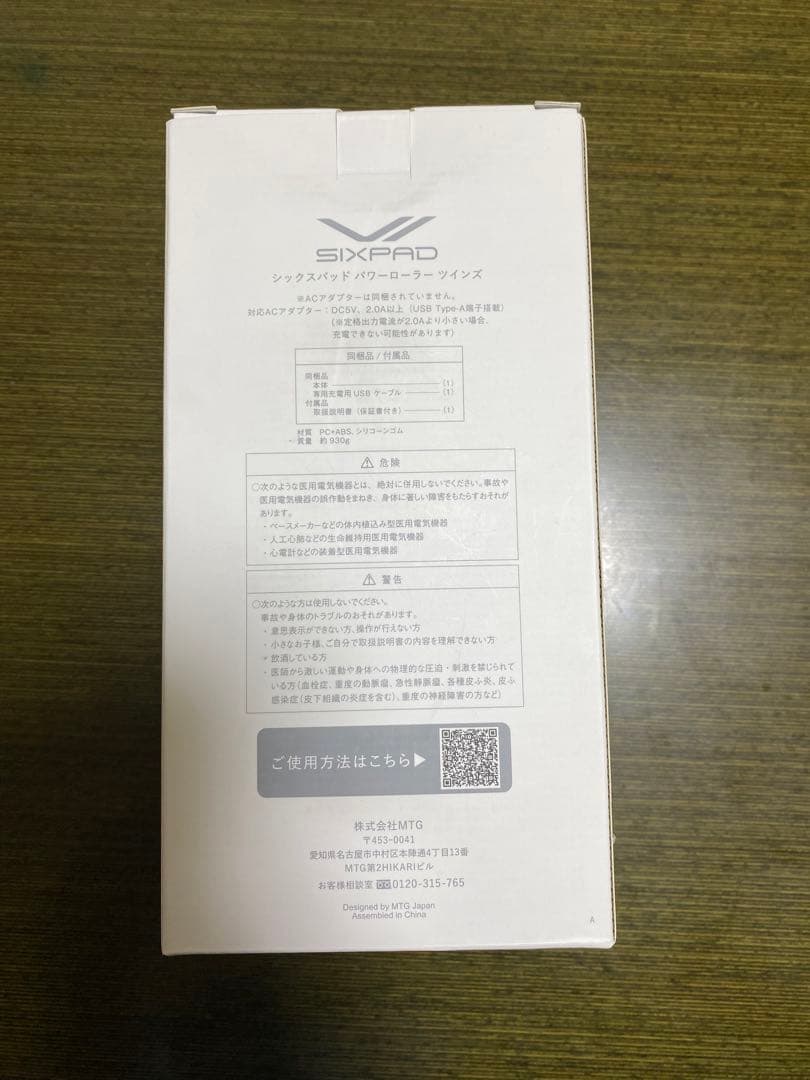 SIXPAD
シックスパッド パワーローラー ツインズ
※ACアダプターは同梱されていません。
対応ACアダプター：DC5V、2.0A以上（USB Type-A端子搭載）
（※定格出力電流が2.0Aより小さい場合、
充電できない可能性があります）
同梱品 / 付属品
同梱品
本体 （1）
専用充電用 USB ケーブル （1）
付属品
取扱説明書（保証書付き） （1）
材質 PC+ABS、シリコーンゴム
質量 約 930g
⚠ 危険
○次のような医用電気機器とは、絶対に併用しないでください。事故や
医用電気機器の誤作動をまねき、身体に著しい障害をもたらすおそれが
あります。
・ペースメーカーなどの体内植込み型医用電気機器
・人工心肺などの生命維持用医用電気機器
・心電計などの装着型医用電気機器
⚠ 警告
○次のような方は使用しないでください。
事故や身体のトラブルのおそれがあります。
・意思表示ができない方、操作が行えない方
・小さなお子様、ご自分で取扱説明書の内容を理解できない方
・飲酒している方
・医師から激しい運動や身体への物理的な圧迫・刺激を禁じられて
いる方（血栓症、重度の動脈瘤、急性静脈瘤、各種皮ふ炎、皮ふ
感染症（皮下組織の炎症を含む）、重度の神経障害の方など）
ご使用方法はこちら▶
株式会社MTG
〒453-0041
愛知県名古屋市中村区本陣通4丁目13番
MTG第2HIKARIビル
お客様相談室 0120-315-765
Designed by MTG Japan
Assembled in China
A